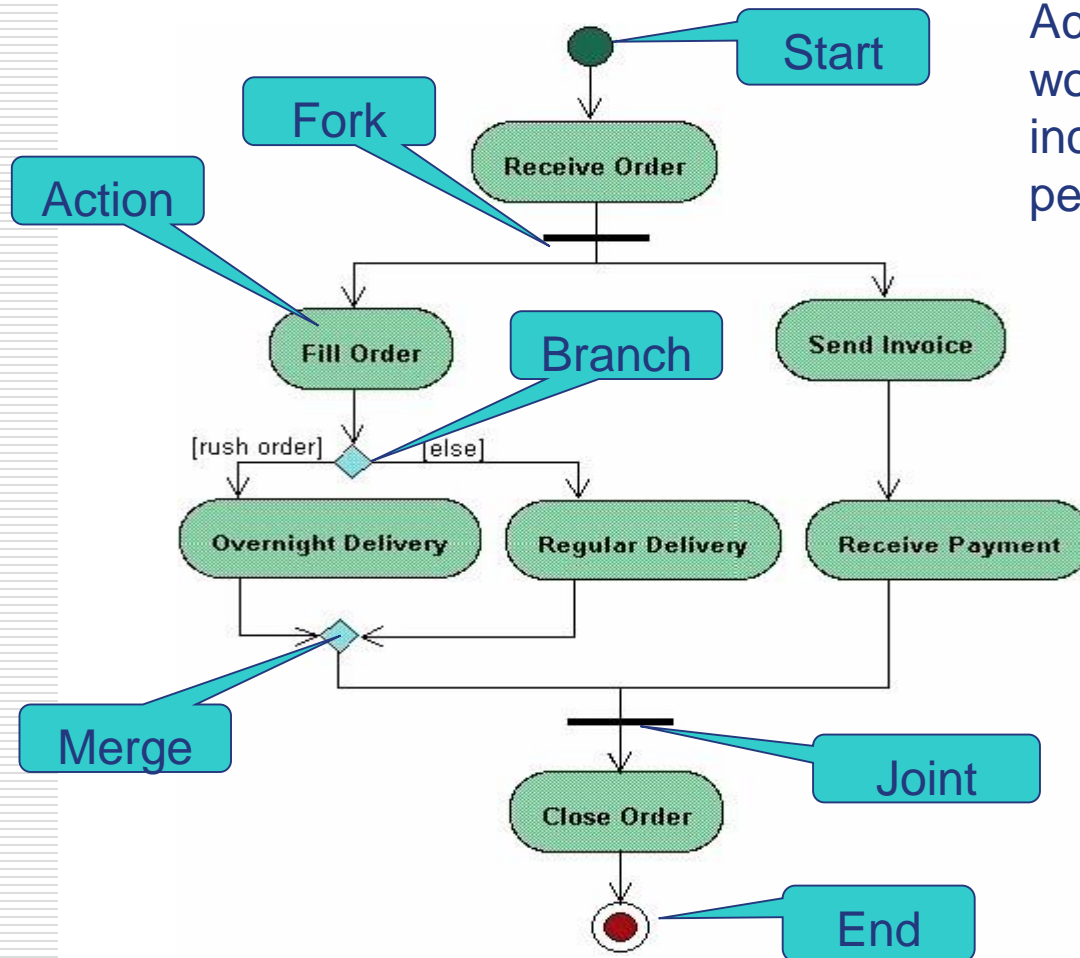 Start
Fork
Receive Order
Action
Fill Order
Branch
Send Invoice
[rush order]
[else]
Overnight Delivery
Regular Delivery
Receive Payment
Merge
Joint
Close Order
End